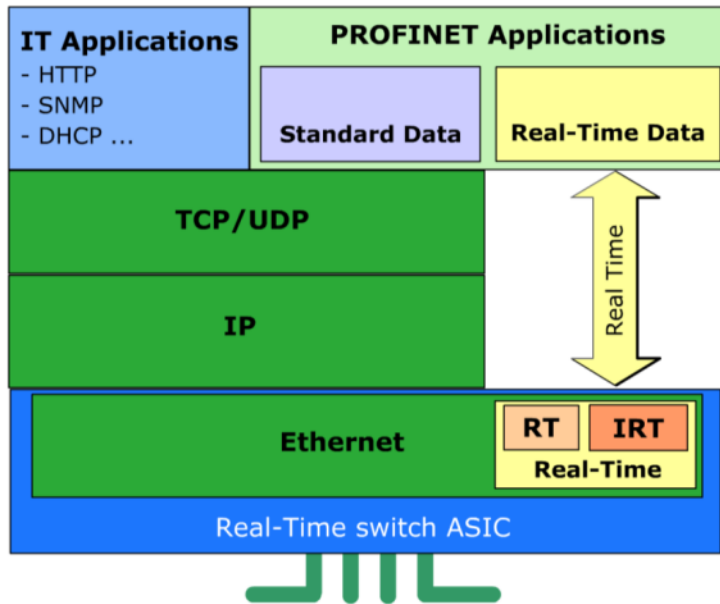 IT Applications
- HTTP
- SNMP
- DHCP ...
PROFINET Applications
Standard Data
Real-Time Data
TCP/UDP
Real Time
IP
Ethernet
RT
IRT
Real-Time
Real-Time switch ASIC